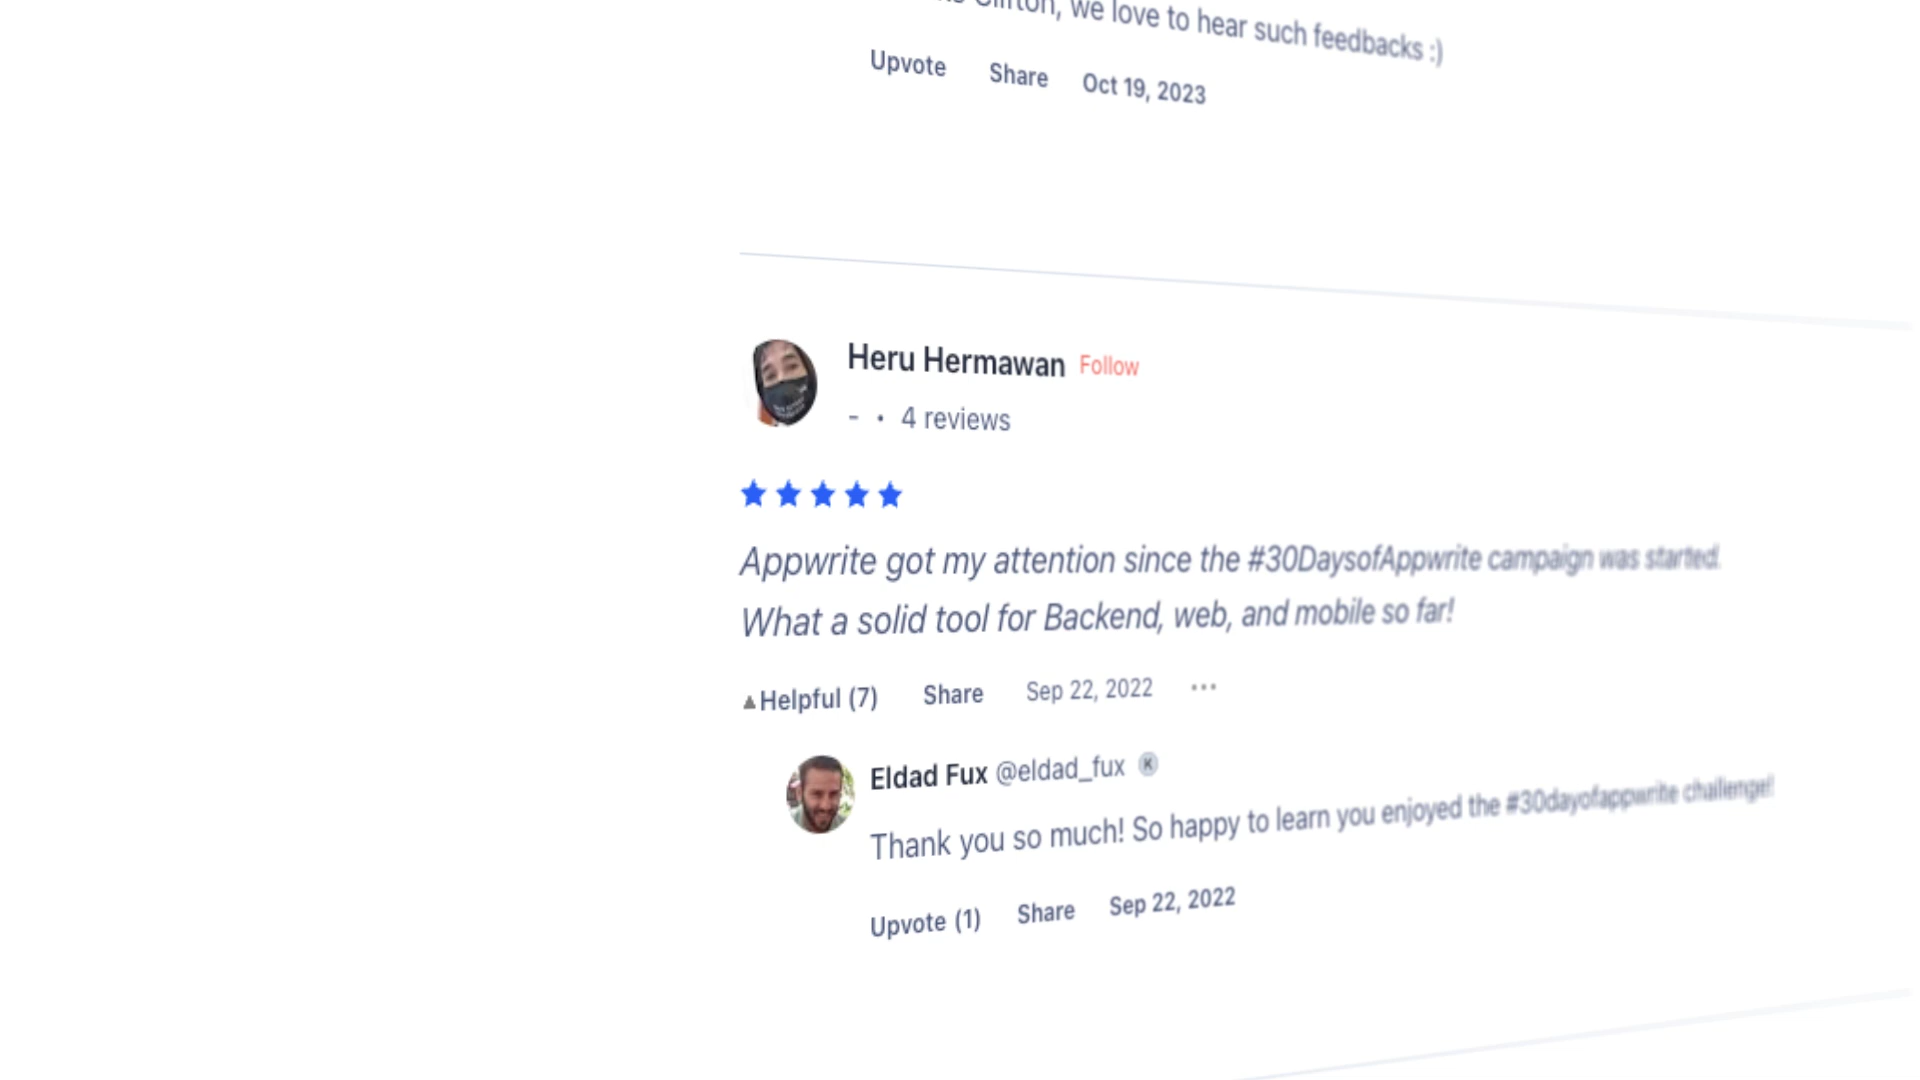 Clifton, we love to hear such feedbacks :)
Upvote Share Oct 19, 2023
Heru Hermawan Follow
- • 4 reviews
Appwrite got my attention since the #30DaysofAppwrite campaign was started.
What a solid tool for Backend, web, and mobile so far!
▲Helpful (7) Share Sep 22, 2022 •••
Eldad Fux @eldad_fux K
Thank you so much! So happy to learn you enjoyed the #30dayofappwrite challenge!
Upvote (1) Share Sep 22, 2022